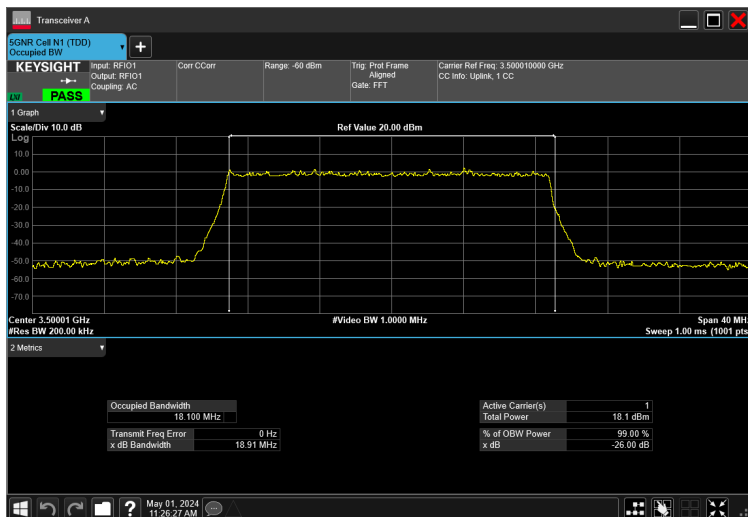 Transceiver A
5GNR Cell N1 (TDD)
Occupied BW
+
KEYSIGHT
Input: RFIO1
Output: RFIO1
Coupling: AC
Corr CCorr
Range: -60 dBm
Trig: Prot Frame
Aligned
Gate: FFT
Carrier Ref Freq: 3.500010000 GHz
CC Info: Uplink, 1 CC
LXI
PASS
1 Graph
Scale/Div 10.0 dB
Ref Value 20.00 dBm
Log
10.0
0.00
-10.0
-20.0
-30.0
-40.0
-50.0
-60.0
-70.0
Center 3.50001 GHz
#Video BW 1.0000 MHz
Span 40 MH
#Res BW 200.00 kHz
Sweep 1.00 ms (1001 pts
2 Metrics
Occupied Bandwidth
18.100 MHz
Transmit Freq Error 0 Hz
x dB Bandwidth 18.91 MHz
Active Carrier(s) 1
Total Power 18.1 dBm
% of OBW Power 99.00 %
x dB -26.00 dB
?
May 01, 2024
11:26:27 AM